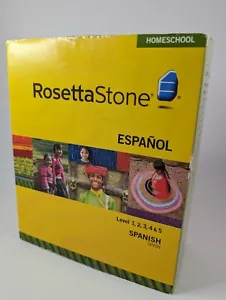 HOMESCHOOL
RosettaStone®
ESPAÑOL
Level 1, 2, 3, 4 & 5
SPANISH